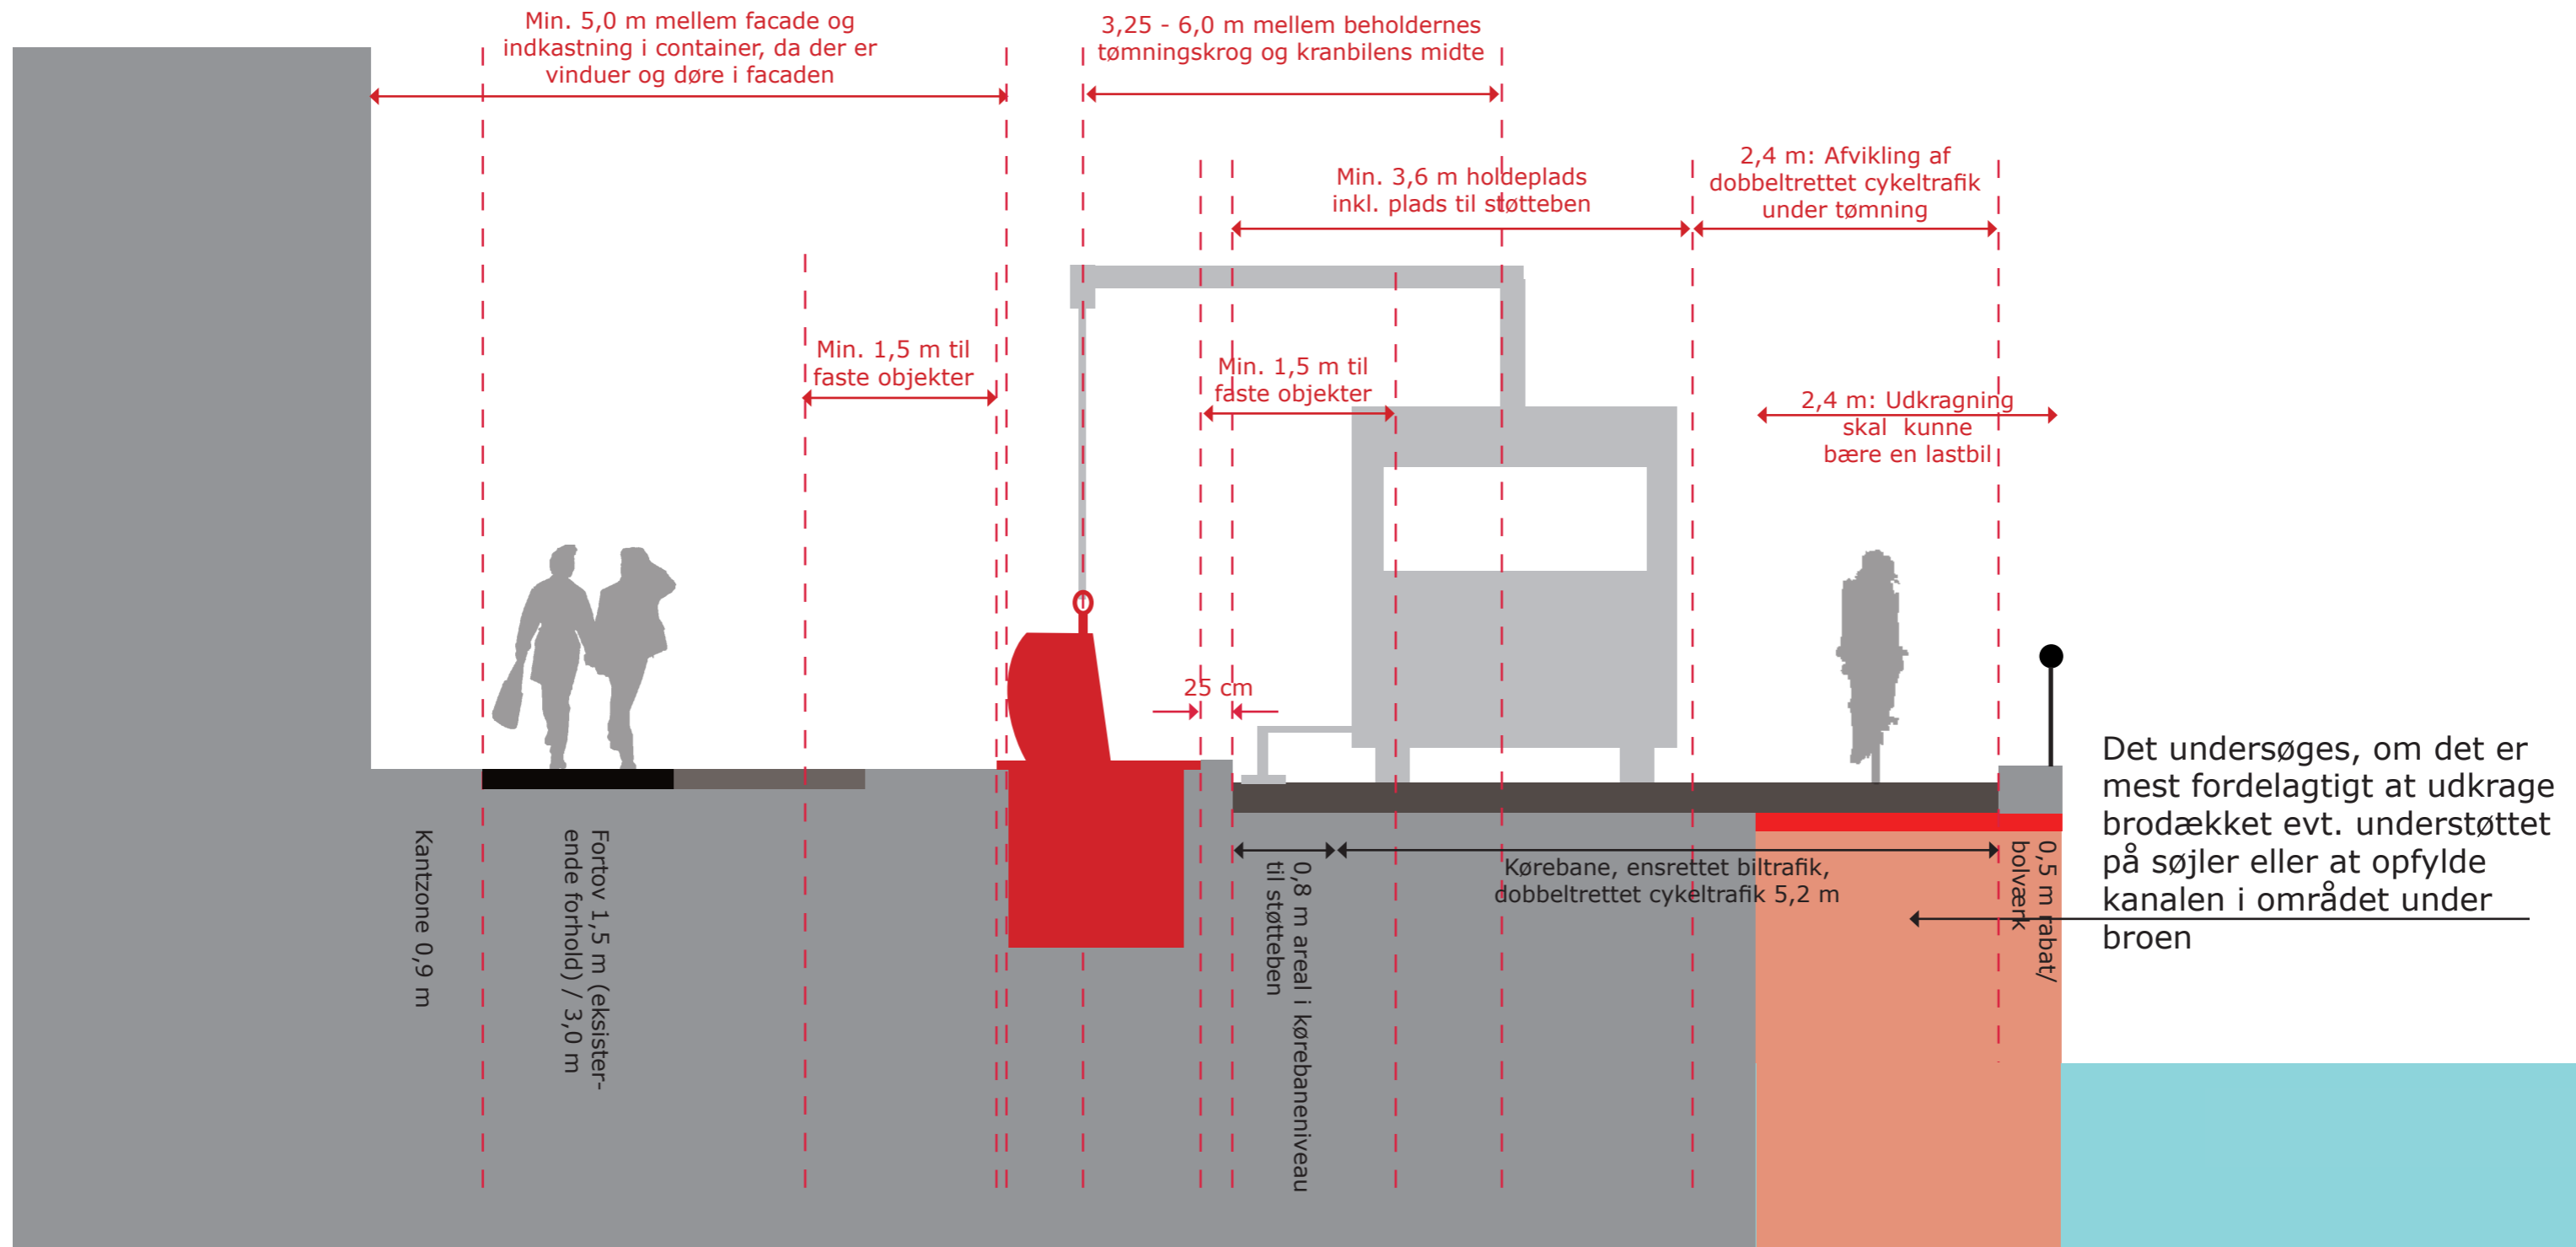 Min. 5,0 m mellem facade og
indkastning i container, da der er
vinduer og døre i facaden
3,25 - 6,0 m mellem beholdernes
tømningskrog og kranbilens midte
Min. 3,6 m holdeplads
inkl. plads til støtteben
2,4 m: Afvikling af
dobbeltrettet cykeltrafik
under tømning
Min. 1,5 m til
faste objekter
Min. 1,5 m til
faste objekter
2,4 m: Udkragning
skal kunne
bære en lastbil
25 cm
Det undersøges, om det er
mest fordelagtigt at udkrage
brodækket evt. understøttet
på søjler eller at opfylde
kanalen i området under
broen
Kantzone 0,9 m
Fortov 1,5 m (eksister-
ende forhold) / 3,0 m
0,8 m areal i kørebaneniveau
til støtteben
Kørebane, ensrettet biltrafik,
dobbeltrettet cykeltrafik 5,2 m
0,5 m rabat/
bolværk